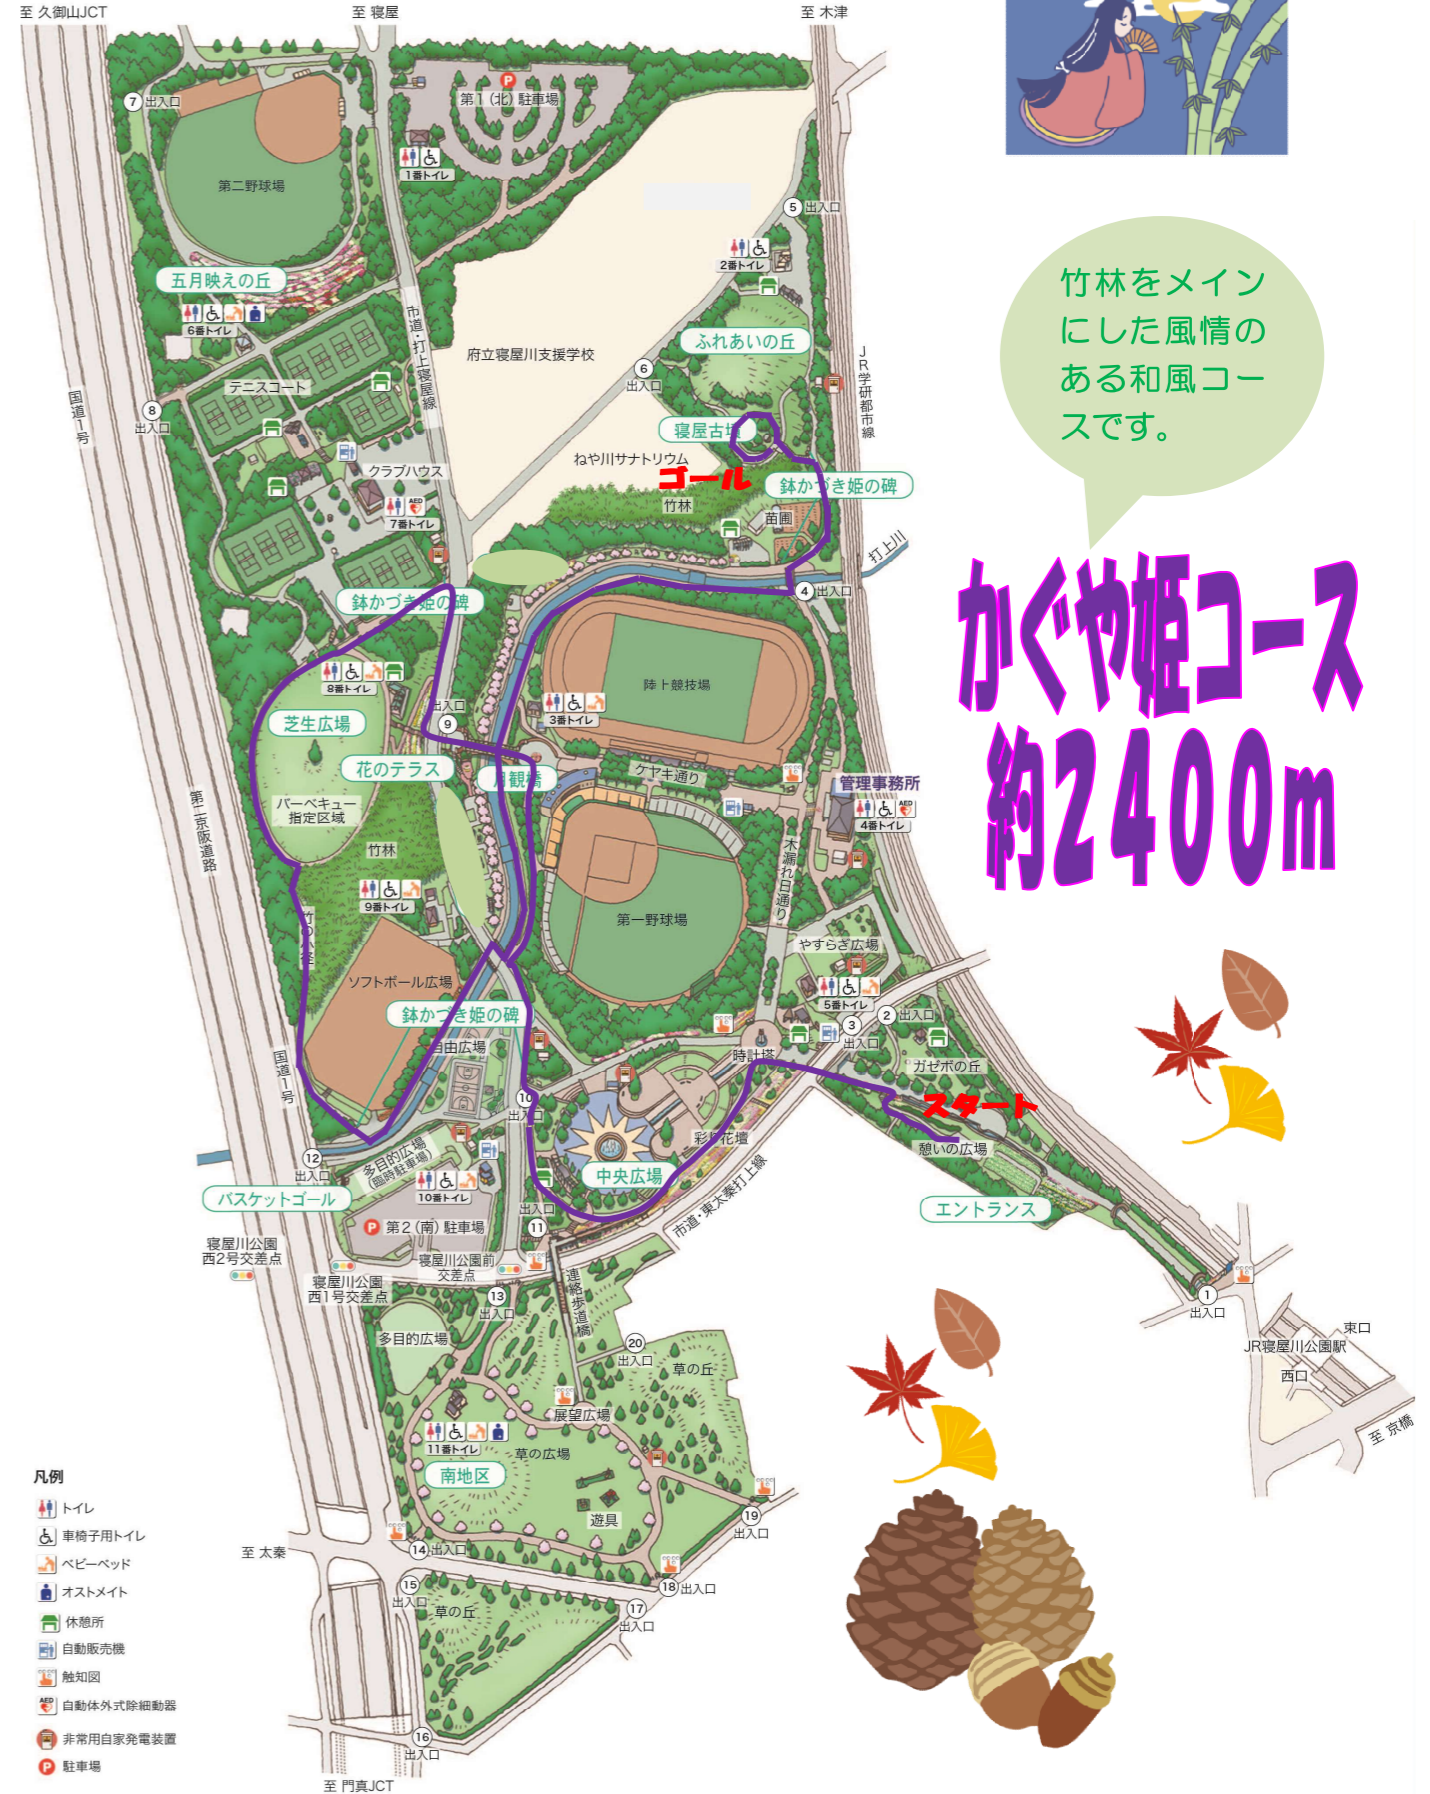 至 久御山JCT
至 寝屋
至 木津
7 出入口
P
第1(北)駐車場
1番トイレ
第二野球場
5 出入口
2番トイレ
五月映えの丘
6番トイレ
市道・打上寝屋線
府立寝屋川支援学校
ふれあいの丘
JR学研都市線
6
出入口
国道1号
テニスコート
8
出入口
寝屋古墳
ねや川サナトリウム
ゴール
クラブハウス
竹林
鉢かづき姫の碑
苗圃
AED
7番トイレ
打上川
4 出入口
鉢かづき姫の碑
8番トイレ
陸上競技場
出入口
9
3番トイレ
芝生広場
花のテラス
月観橋
ケヤキ通り
管理事務所
AED
4番トイレ
バーベキュー
指定区域
第二京阪道路
竹林
木漏れ日通り
9番トイレ
竹の小径
第一野球場
やすらぎ広場
ソフトボール広場
5番トイレ
鉢かづき姫の碑
2 出入口
3
出入口
自由広場
時計塔
ガゼボの丘
国道1号
10
出入口
スタート
彩り花壇
憩いの広場
12
出入口
多目的広場
(臨時駐車場)
中央広場
10番トイレ
バスケットゴール
エントランス
出入口
11
P 第2(南)駐車場
市道・東太秦打上線
寝屋川公園
西2号交差点
寝屋川公園前
交差点
寝屋川公園
西1号交差点
連絡歩道橋
13
出入口
1
出入口
多目的広場
20
出入口
草の丘
東口
JR寝屋川公園駅
西口
至 京橋
展望広場
11番トイレ
草の広場
南地区
遊具
19
出入口
至 太秦
14 出入口
15
出入口
18 出入口
草の丘
17
出入口
16
出入口
至 門真JCT
凡例
トイレ
車椅子用トイレ
ベビーベッド
オストメイト
休憩所
自動販売機
触知図
AED 自動体外式除細動器
非常用自家発電装置
P 駐車場
竹林をメイン
にした風情の
ある和風コー
スです。
かぐや姫コース
約2400m